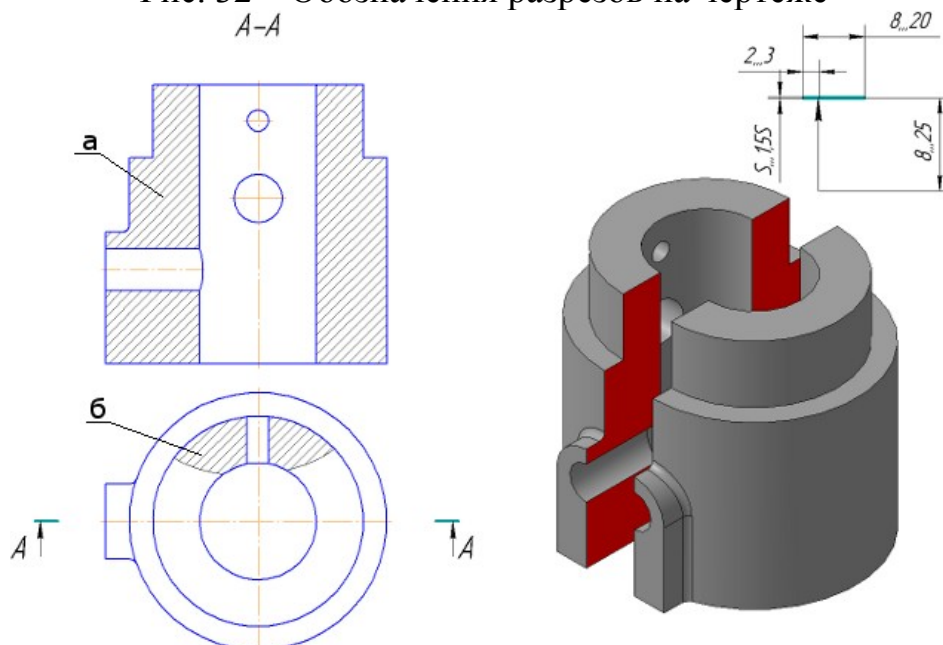 Рис. 32 – Обозначения разрезов на чертеже
А–А
8...20
2...3
S...1,5S
8...25
а
б
А
А